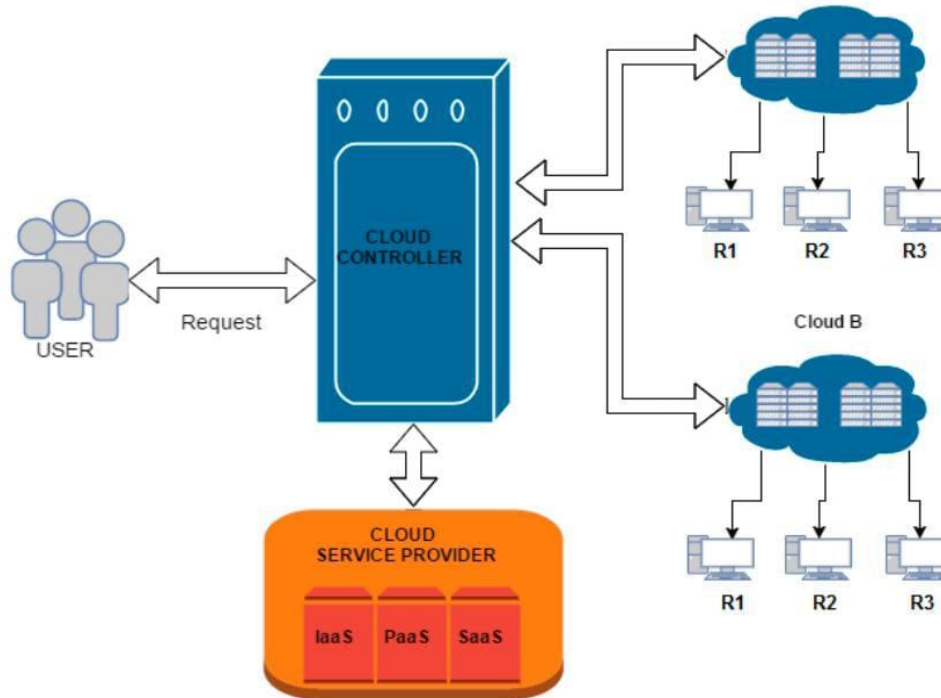 CLOUD
CONTROLLER
Request
USER
R1 R2 R3
Cloud B
R1 R2 R3
CLOUD
SERVICE PROVIDER
IaaS PaaS SaaS